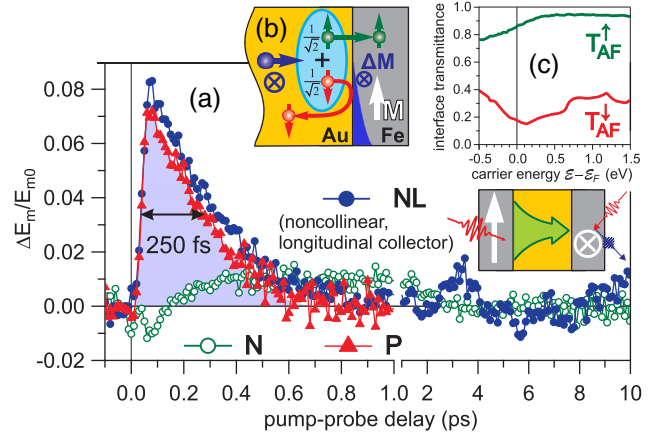 (b)
1/√2
+
1/√2
ΔM
M
Au
Fe
(c)
T↑AF
T↓AF
interface transmittance
1.0
0.8
0.6
0.4
0.2
0.0
-0.5
0.0
0.5
1.0
1.5
carrier energy ℰ–ℰF (eV)
(a)
ΔEm/Em0
0.08
0.06
0.04
0.02
0.00
-0.02
250 fs
NL
(noncollinear,
longitudinal collector)
N
P
0.0 0.2 0.4 0.6 0.8 1.0 2 4 6 8 10
pump-probe delay (ps)